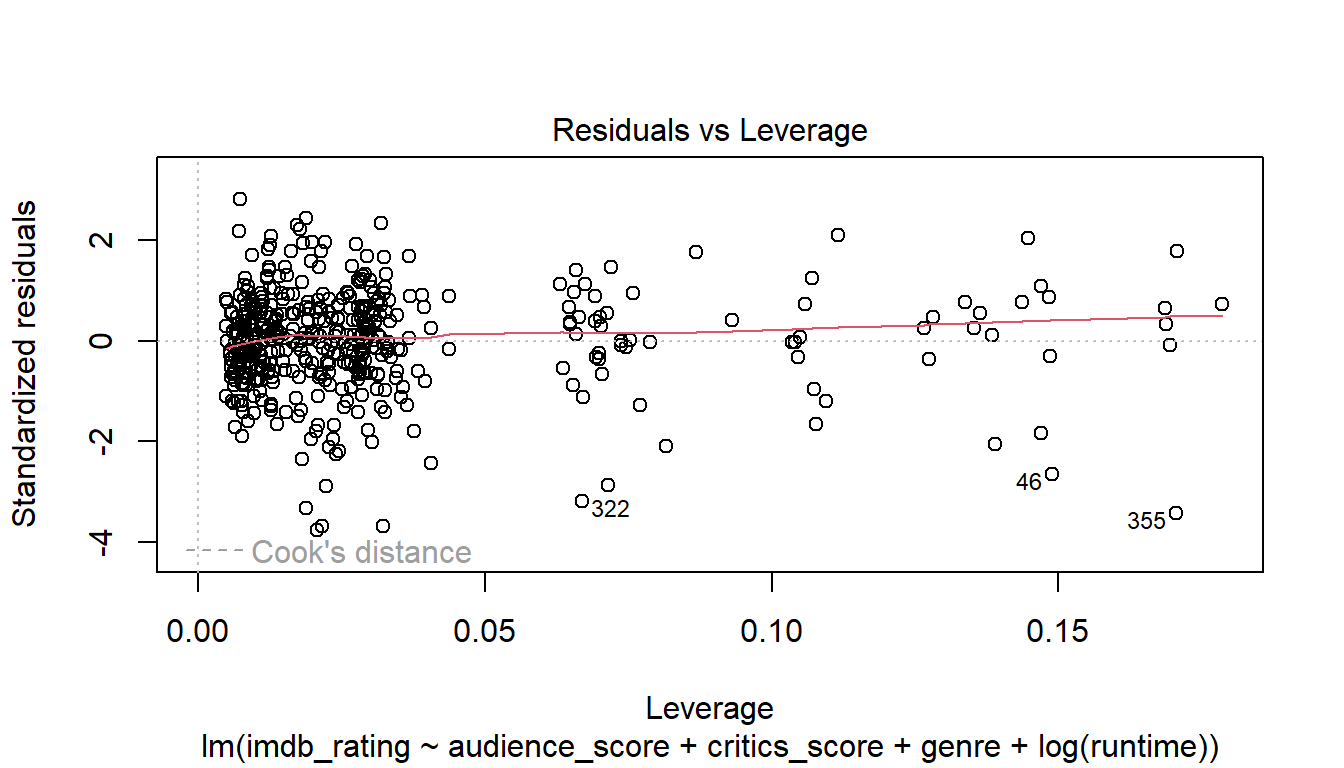 Residuals vs Leverage
Standardized residuals
2
0
-2
-4
322
46
355
Cook's distance
0.00 0.05 0.10 0.15
Leverage
lm(imdb_rating ~ audience_score + critics_score + genre + log(runtime))